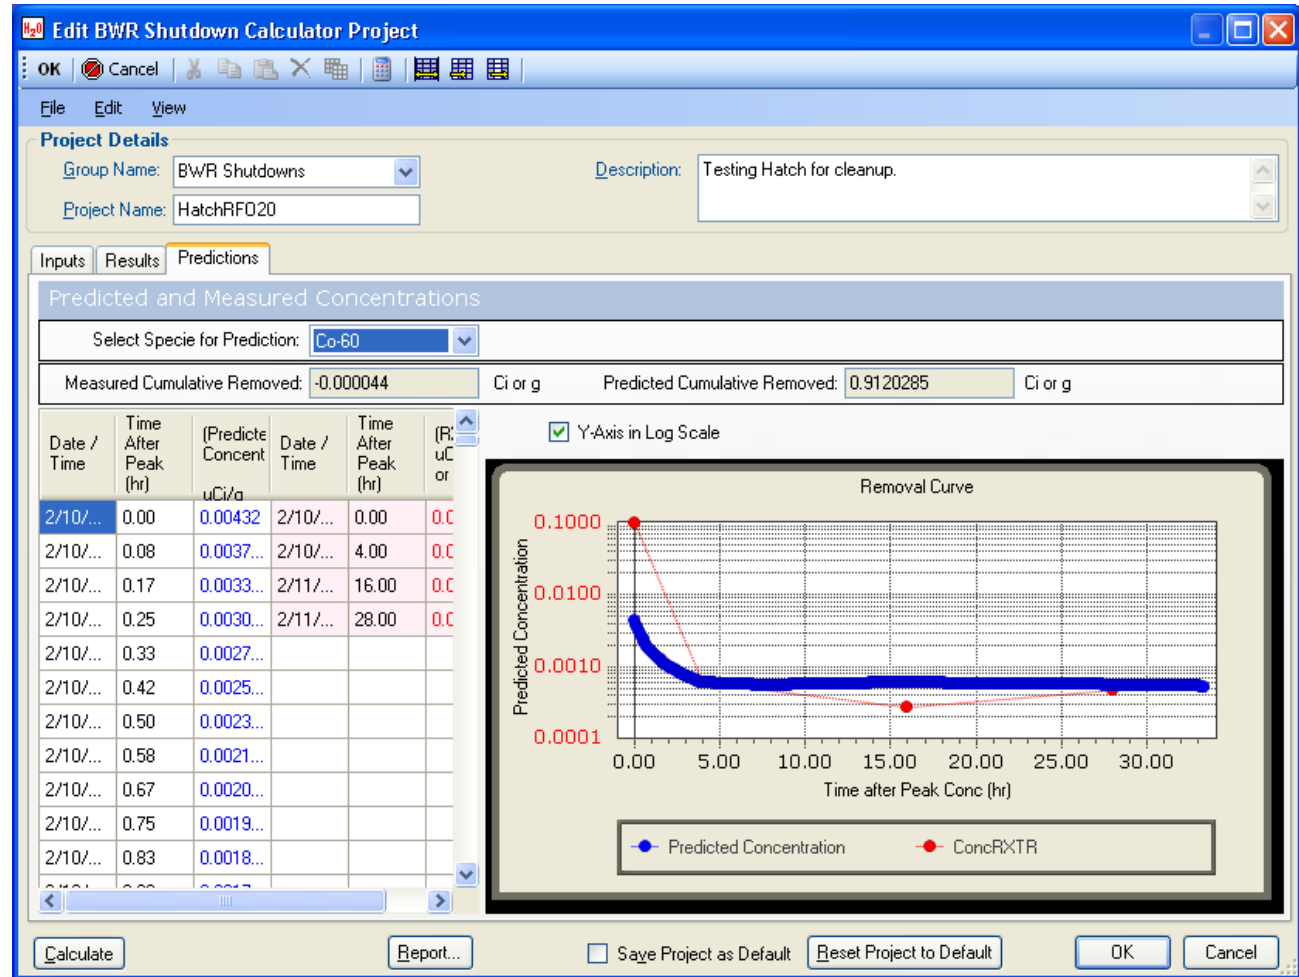 H2O Edit BWR Shutdown Calculator Project
OK Cancel
File Edit View
Project Details
Group Name: BWR Shutdowns
Description: Testing Hatch for cleanup.
Project Name: HatchRFO20
Inputs Results Predictions
Predicted and Measured Concentrations
Select Specie for Prediction: Co-60
Measured Cumulative Removed: -0.000044 Ci or g Predicted Cumulative Removed: 0.9120285 Ci or g
Date / Time
Time After Peak (hr)
(Predicte Concent uCi/g
Date / Time
Time After Peak (hr)
Y-Axis in Log Scale
2/10/... 0.00 0.00432 2/10/... 0.00
2/10/... 0.08 0.0037... 2/10/... 4.00
2/10/... 0.17 0.0033... 2/11/... 16.00
2/10/... 0.25 0.0030... 2/11/... 28.00
2/10/... 0.33 0.0027...
2/10/... 0.42 0.0025...
2/10/... 0.50 0.0023...
2/10/... 0.58 0.0021...
2/10/... 0.67 0.0020...
2/10/... 0.75 0.0019...
2/10/... 0.83 0.0018...
Removal Curve
Predicted Concentration
0.1000
0.0100
0.0010
0.0001
0.00 5.00 10.00 15.00 20.00 25.00 30.00
Time after Peak Conc (hr)
Predicted Concentration ConcRXTR
Calculate Report... Save Project as Default Reset Project to Default OK Cancel